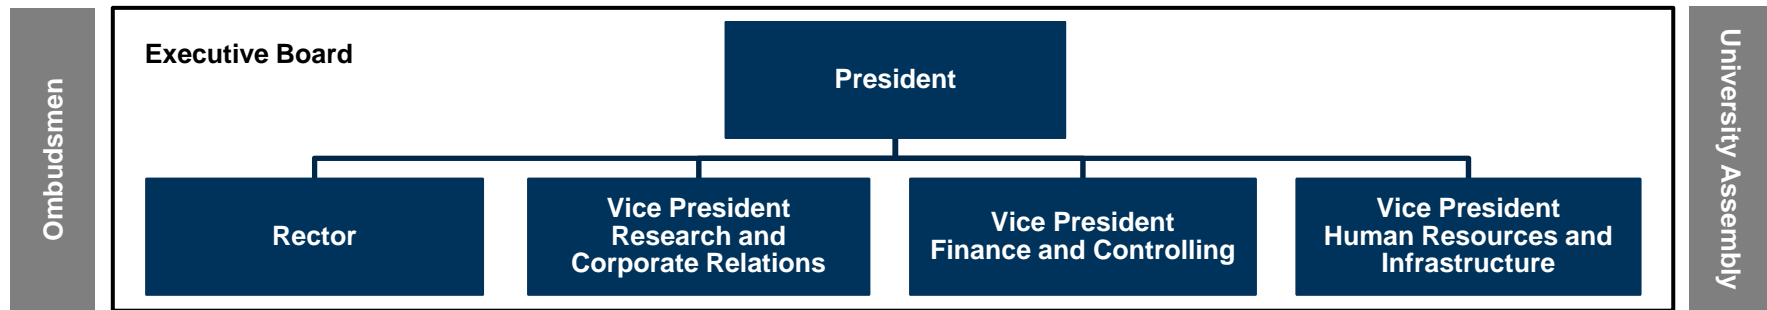 Ombudsmen
Executive Board
President
Rector
Vice President
Research and
Corporate Relations
Vice President
Finance and Controlling
Vice President
Human Resources and
Infrastructure
University Assembly